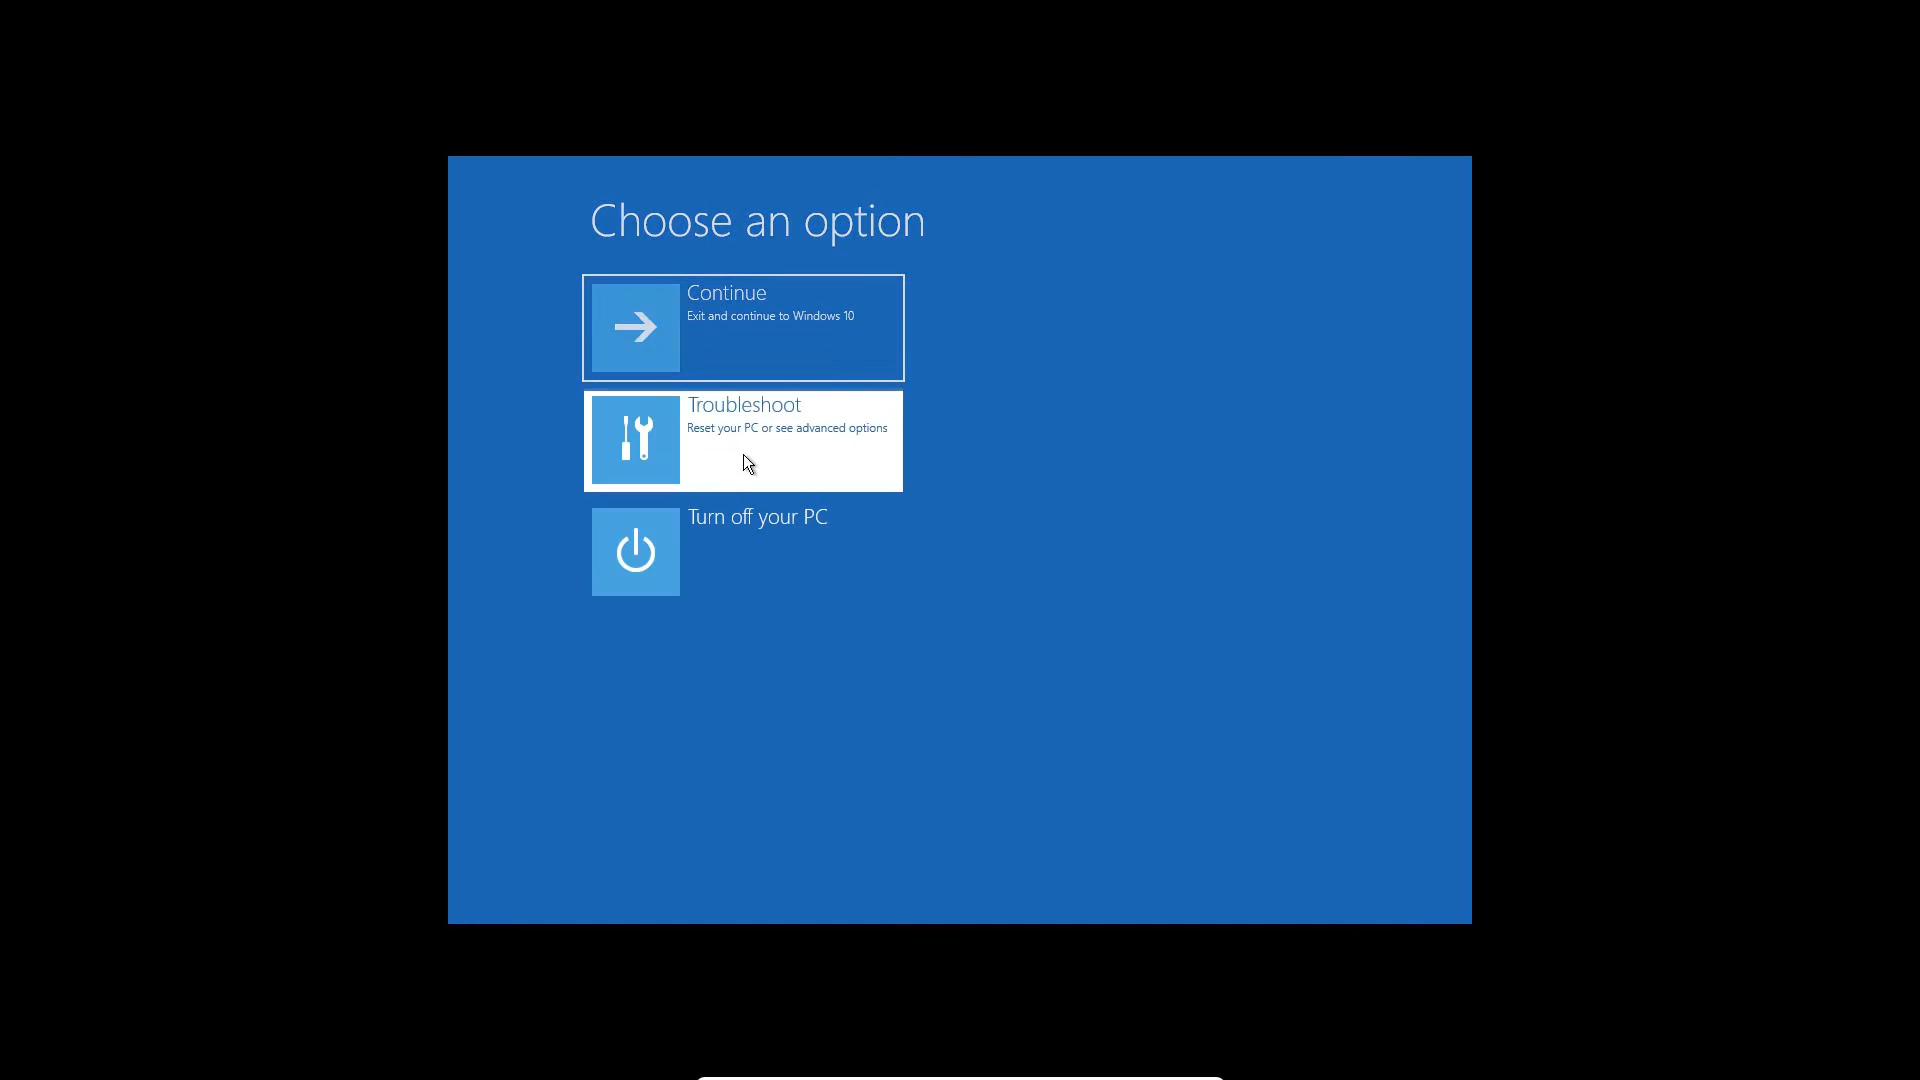 Choose an option
Continue
Exit and continue to Windows 10
Troubleshoot
Reset your PC or see advanced options
Turn off your PC